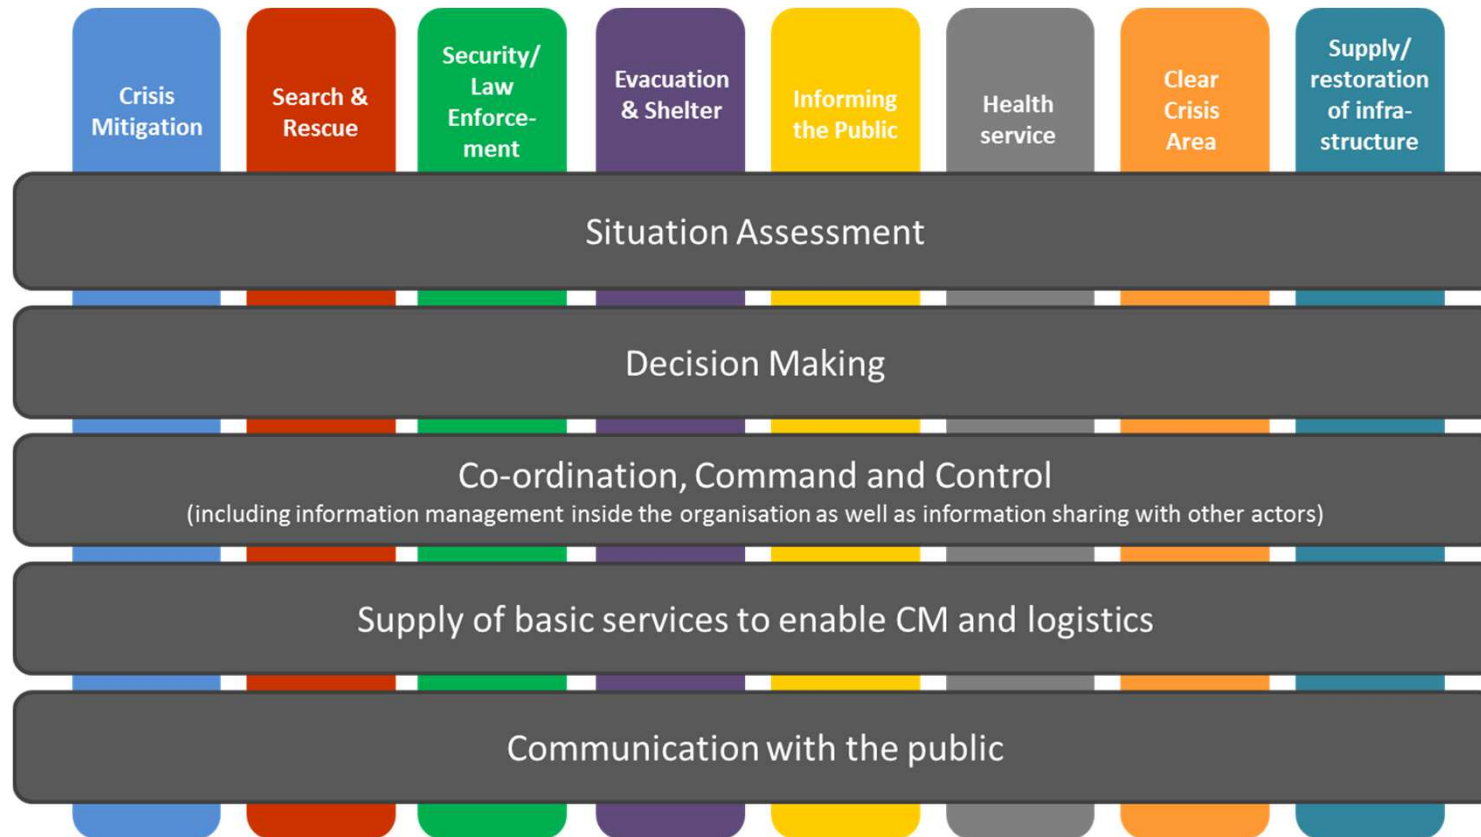 Crisis
Mitigation
Search &
Rescue
Security/
Law
Enforce-
ment
Evacuation
& Shelter
Informing
the Public
Health
service
Clear
Crisis
Area
Supply/
restoration
of infra-
structure
Situation Assessment
Decision Making
Co-ordination, Command and Control
(including information management inside the organisation as well as information sharing with other actors)
Supply of basic services to enable CM and logistics
Communication with the public